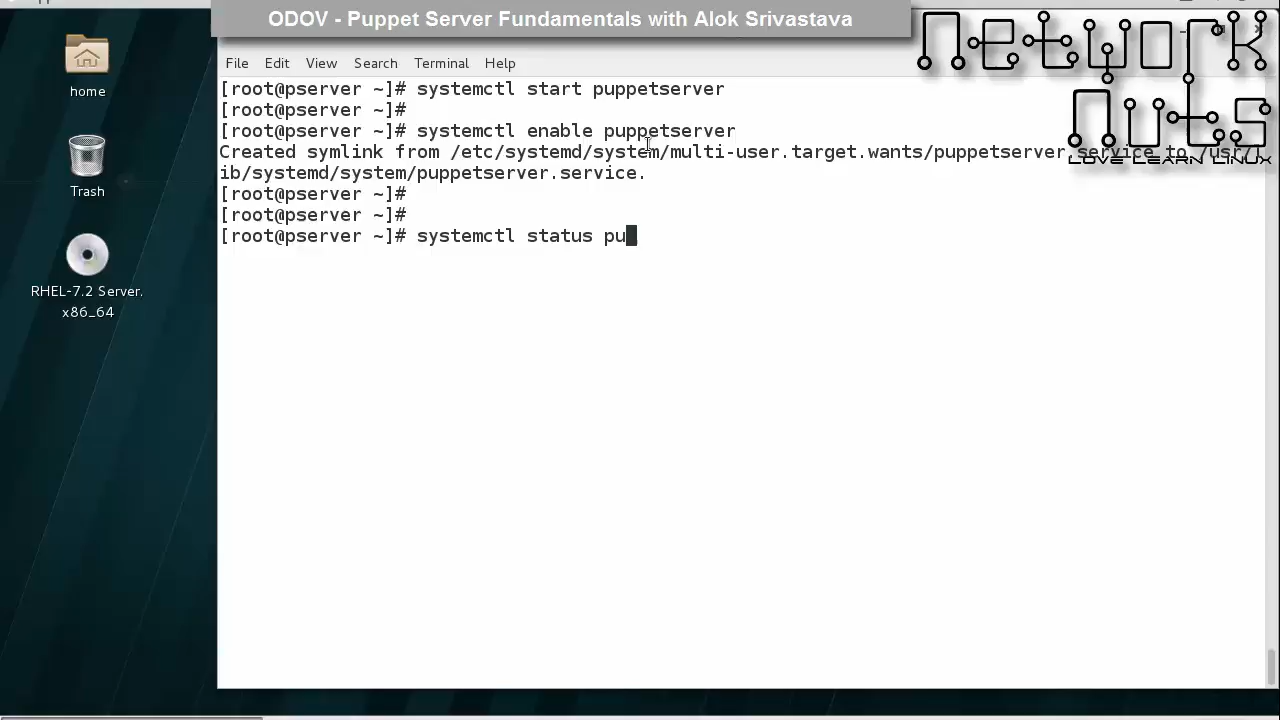 ODOV - Puppet Server Fundamentals with Alok Srivastava
Network
Nuts
LOVE LEARN LINUX
home
Trash
RHEL-7.2 Server.
x86_64
File Edit View Search Terminal Help
[root@pserver ~]# systemctl start puppetserver
[root@pserver ~]#
[root@pserver ~]# systemctl enable puppetserver
Created symlink from /etc/systemd/system/multi-user.target.wants/puppetserver.service to /usr/l
ib/systemd/system/puppetserver.service.
[root@pserver ~]#
[root@pserver ~]#
[root@pserver ~]# systemctl status pu